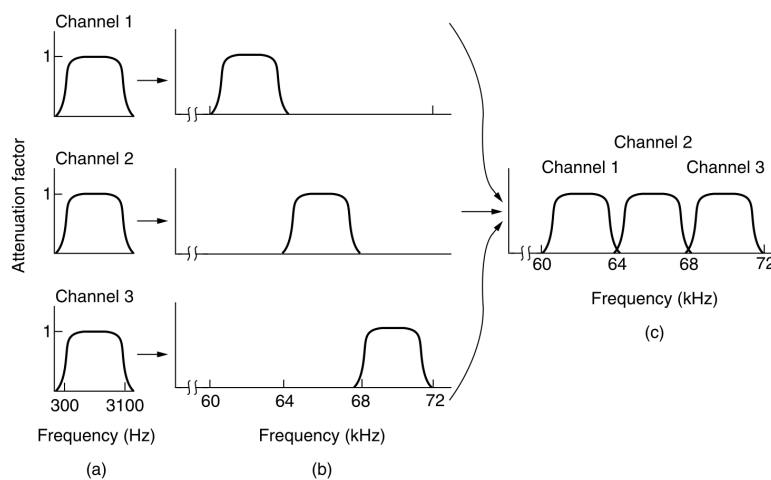 Channel 1
1
Channel 2
Channel 2
Channel 1
Channel 3
Attenuation factor
1
60
64
68
72
Frequency (kHz)
(c)
Channel 3
1
300
3100
60
64
68
72
Frequency (Hz)
Frequency (kHz)
(a)
(b)